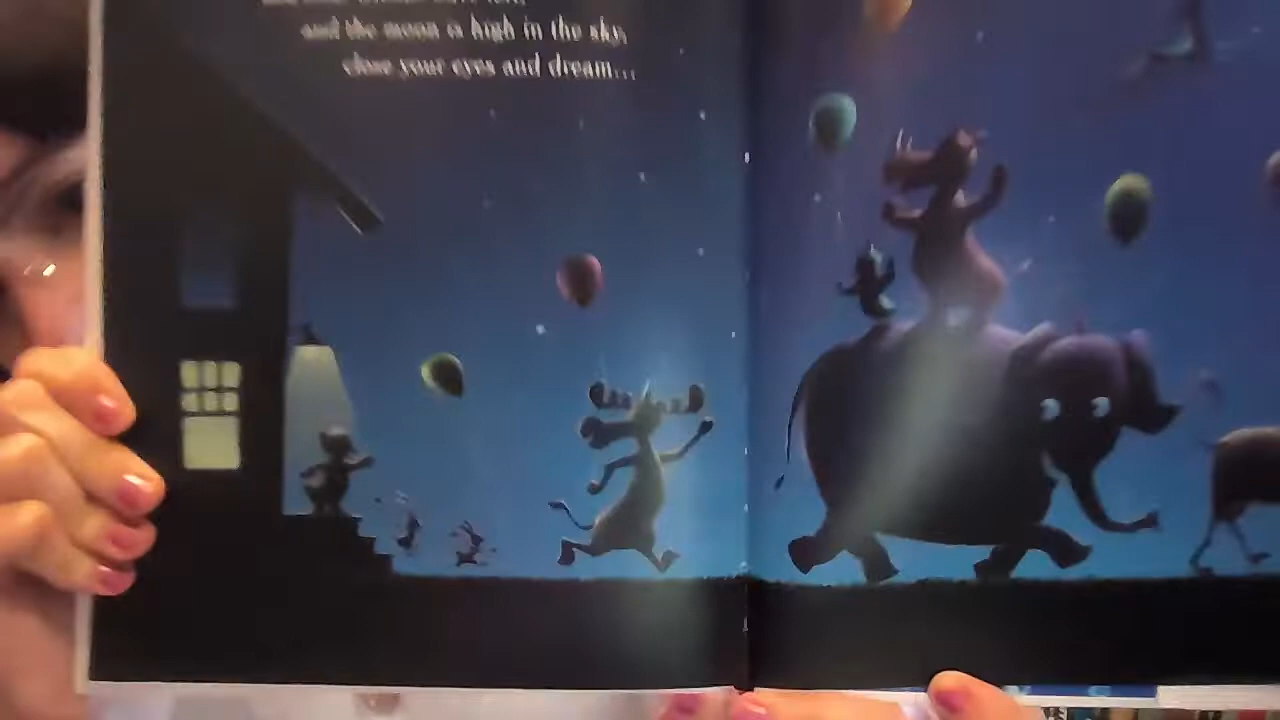 and the moon is high in the sky,
close your eyes and dream...